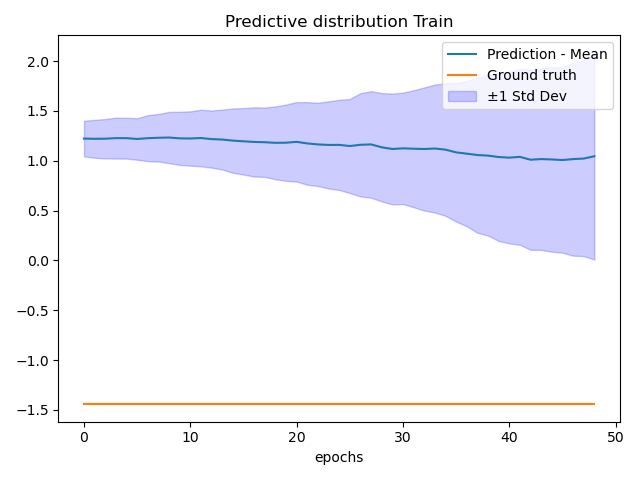 Predictive distribution Train
Prediction - Mean
Ground truth
±1 Std Dev
2.0
1.5
1.0
0.5
0.0
−0.5
−1.0
−1.5
0 10 20 30 40 50
epochs